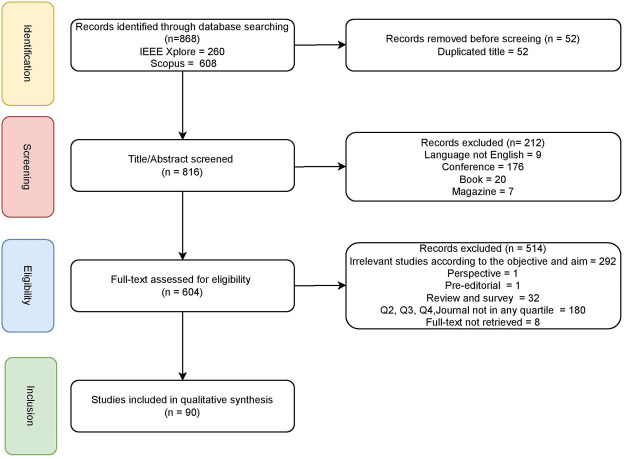 Identification
Records identified through database searching
(n=868)
IEEE Xplore = 260
Scopus = 608
Records removed before screeing (n = 52)
Duplicated title = 52
Screening
Title/Abstract screened
(n = 816)
Records excluded (n= 212)
Language not English = 9
Conference = 176
Book = 20
Magazine = 7
Eligibility
Full-text assessed for eligibility
(n = 604)
Records excluded (n = 514)
Irrelevant studies according to the objective and aim = 292
Perspective = 1
Pre-editorial = 1
Review and survey = 32
Q2, Q3, Q4,Journal not in any quartile = 180
Full-text not retrieved = 8
Inclusion
Studies included in qualitative synthesis
(n = 90)